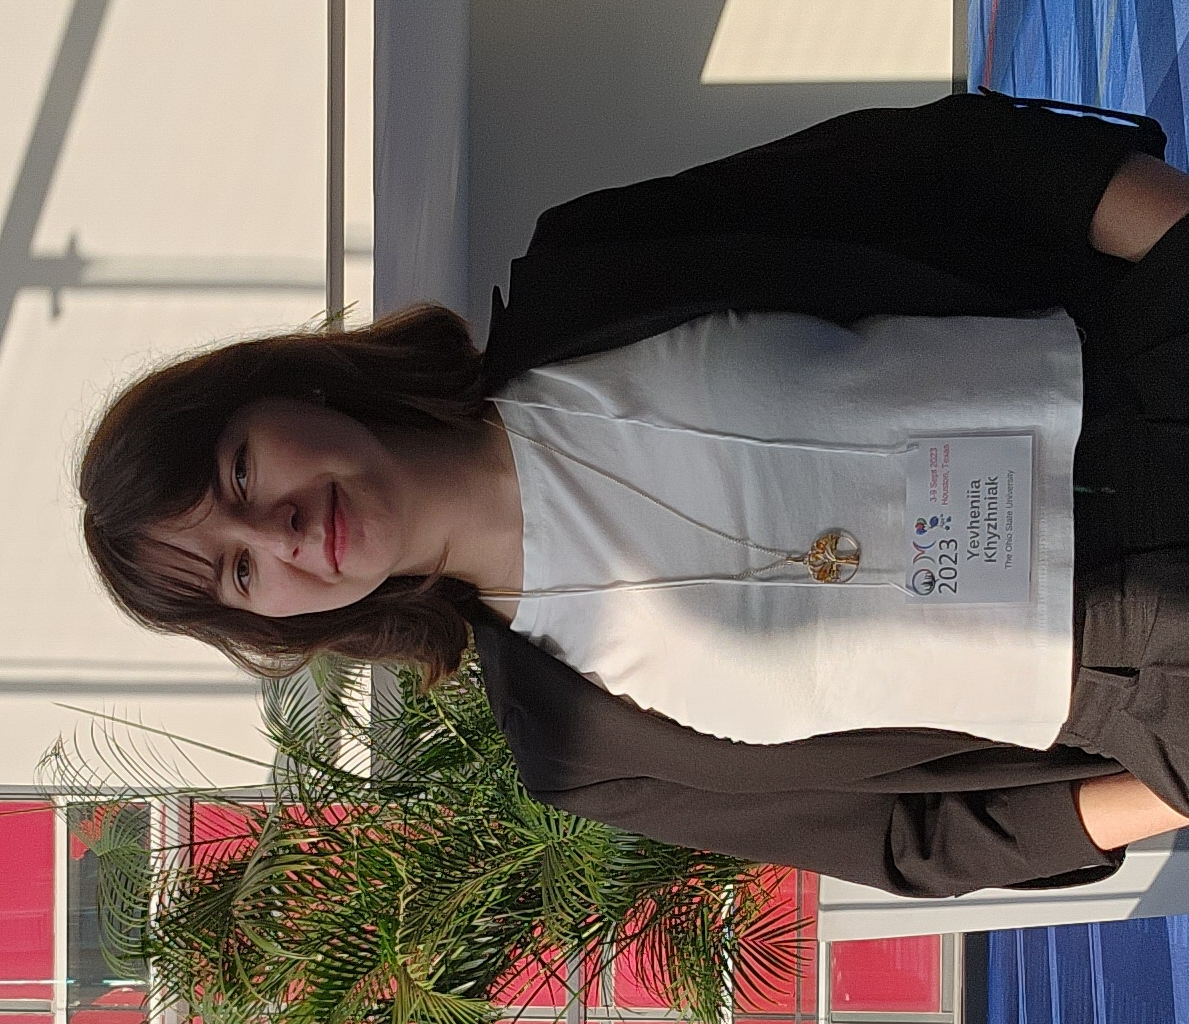 2023
3-9 Sept 2023
Houston, Texas
Yevheniia
Khyzhniak
The Ohio State University